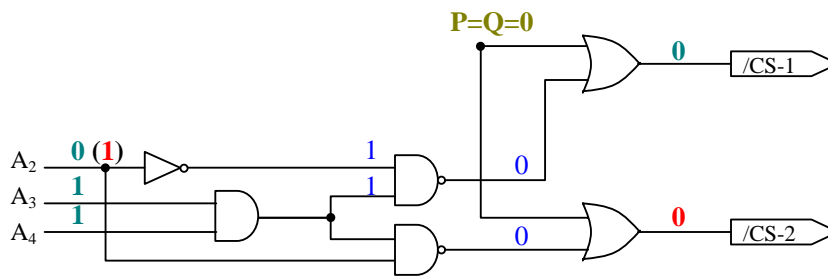 P=Q=0
0 /CS-1
0 (1) 1
A₂
0
1 1
A₃
1
A₄
0 0 /CS-2